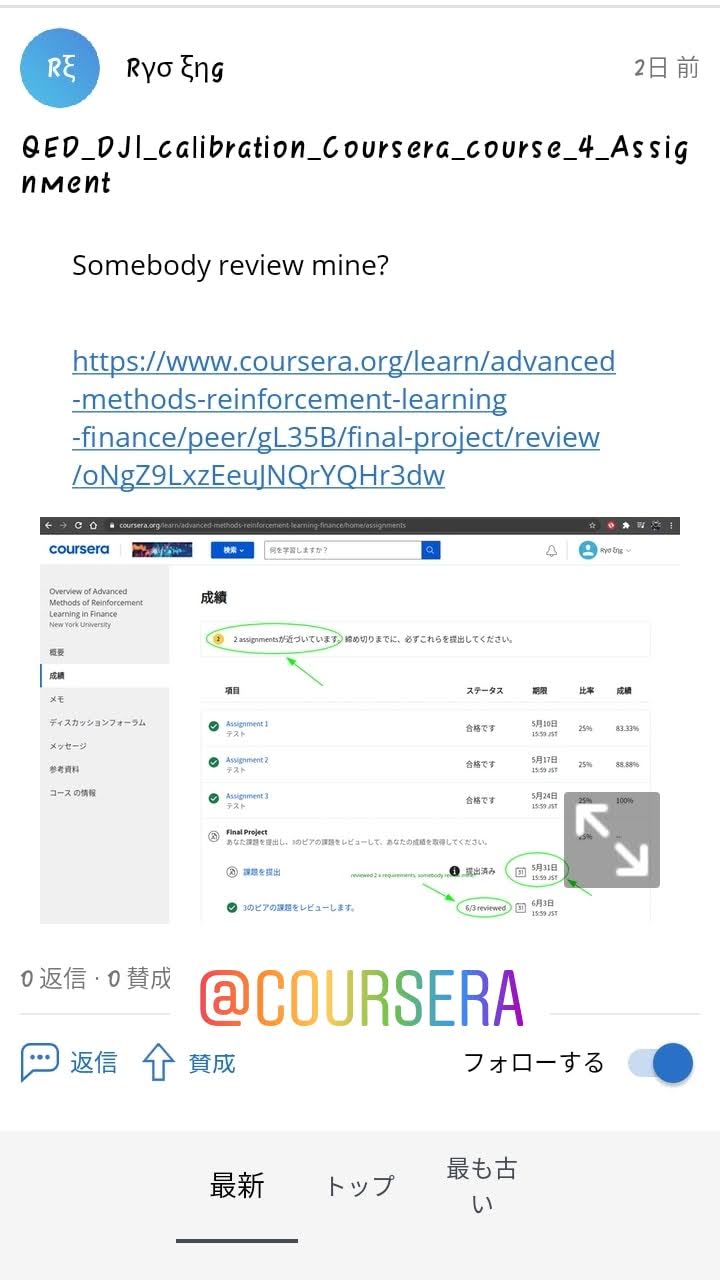 Rξ
Rγσ ξηg
2日 前
QED_DJI_calibration_Coursera_course_4_Assig
nment
Somebody review mine?
https://www.coursera.org/learn/advanced
-methods-reinforcement-learning
-finance/peer/gL35B/final-project/review
/oNgZ9LxzEeuJNQrYQHr3dw
coursera.org/learn/advanced-methods-reinforcement-learning-finance/home/assignments
coursera
検索
何を学習しますか？
Rγσ ξηg
Overview of Advanced
Methods of Reinforcement
Learning in Finance
New York University
概要
成績
メモ
ディスカッションフォーラム
メッセージ
参考資料
コース の情報
成績
2
2 assignmentsが近づいています。締め切りまでに、必ずこれらを提出してください。
項目 ステータス 期限 比率 成績
Assignment 1
テスト
合格です
5月10日
15:59 JST
25%
83.33%
Assignment 2
テスト
合格です
5月17日
15:59 JST
25%
88.88%
Assignment 3
テスト
合格です
5月24日
15:59 JST
25%
100%
Final Project
あなた課題を提出し、3のピアの課題をレビューして、あなたの成績を取得してください。
25%
--
課題を提出
reviewed 2 x requirements, somebody
提出済み
31
5月31日
15:59 JST
3のピアの課題をレビューします。
6/3 reviewed
31
6月3日
15:59 JST
0 返信 · 0 賛成
@COURSERA
返信
賛成
フォローする
最新
トップ
最も古
い